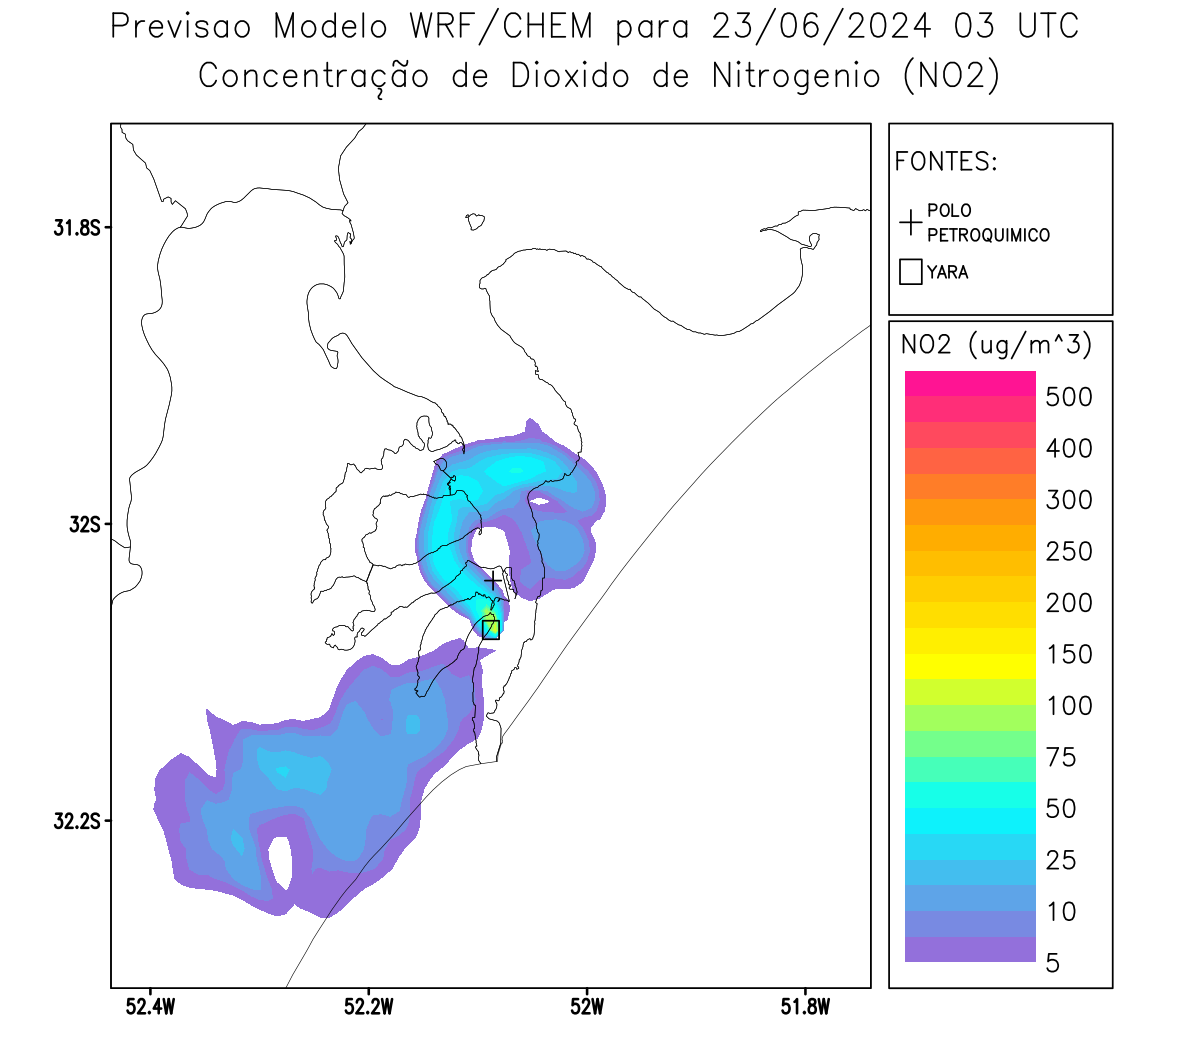 Previsao Modelo WRF/CHEM para 23/06/2024 03 UTC
Concentração de Dioxido de Nitrogenio (NO2)
FONTES:
POLO
PETROQUIMICO
YARA
NO2 (ug/m^3)
500
400
300
250
200
150
100
75
50
25
10
5
31.8S
32S
32.2S
52.4W
52.2W
52W
51.8W